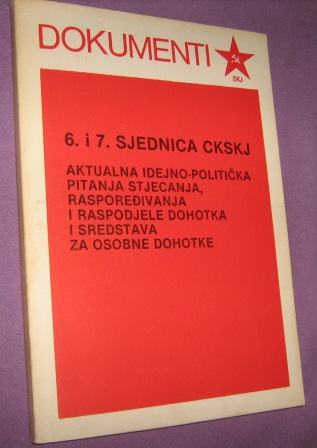 DOKUMENTI
SKJ
6. i 7. SJEDNICA CKSKJ
AKTUALNA IDEJNO-POLITIČKA
PITANJA STJECANJA,
RASPOREĐIVANJA
I RASPODJELE DOHOTKA
I SREDSTAVA
ZA OSOBNE DOHOTKE